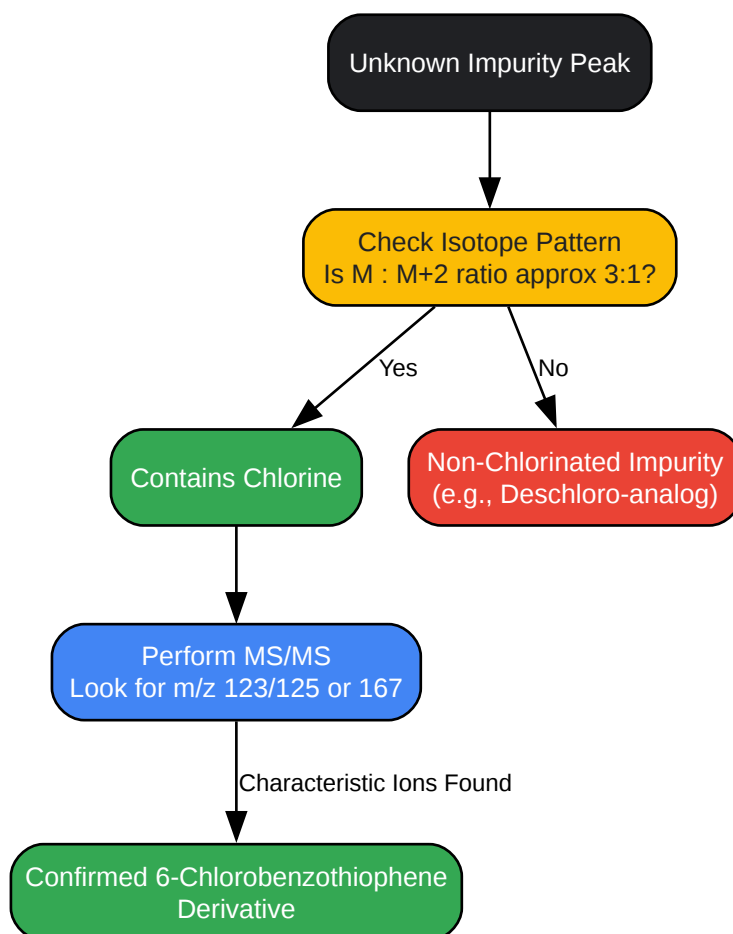 Unknown Impurity Peak
Check Isotope Pattern
Is M : M+2 ratio approx 3:1?
Yes
No
Contains Chlorine
Non-Chlorinated Impurity
(e.g., Deschloro-analog)
Perform MS/MS
Look for m/z 123/125 or 167
Characteristic Ions Found
Confirmed 6-Chlorobenzothiophene
Derivative